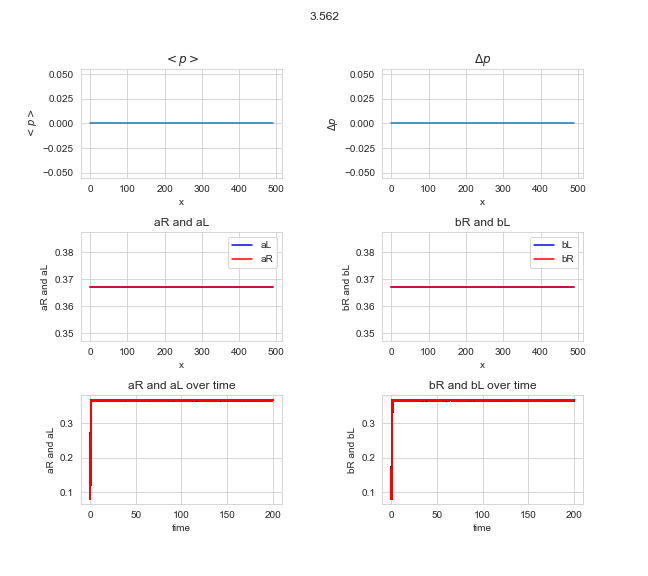 3.562
< p >
Δp
0.050
0.025
0.000
−0.025
−0.050
< p >
0 100 200 300 400 500
x
0.050
0.025
0.000
−0.025
−0.050
Δp
0 100 200 300 400 500
x
aR and aL
bR and bL
0.38
0.37
0.36
0.35
aR and aL
aL
aR
0 100 200 300 400 500
x
0.38
0.37
0.36
0.35
bR and bL
bL
bR
0 100 200 300 400 500
x
aR and aL over time
bR and bL over time
0.3
0.2
0.1
aR and aL
0 50 100 150 200
time
0.3
0.2
0.1
bR and bL
0 50 100 150 200
time